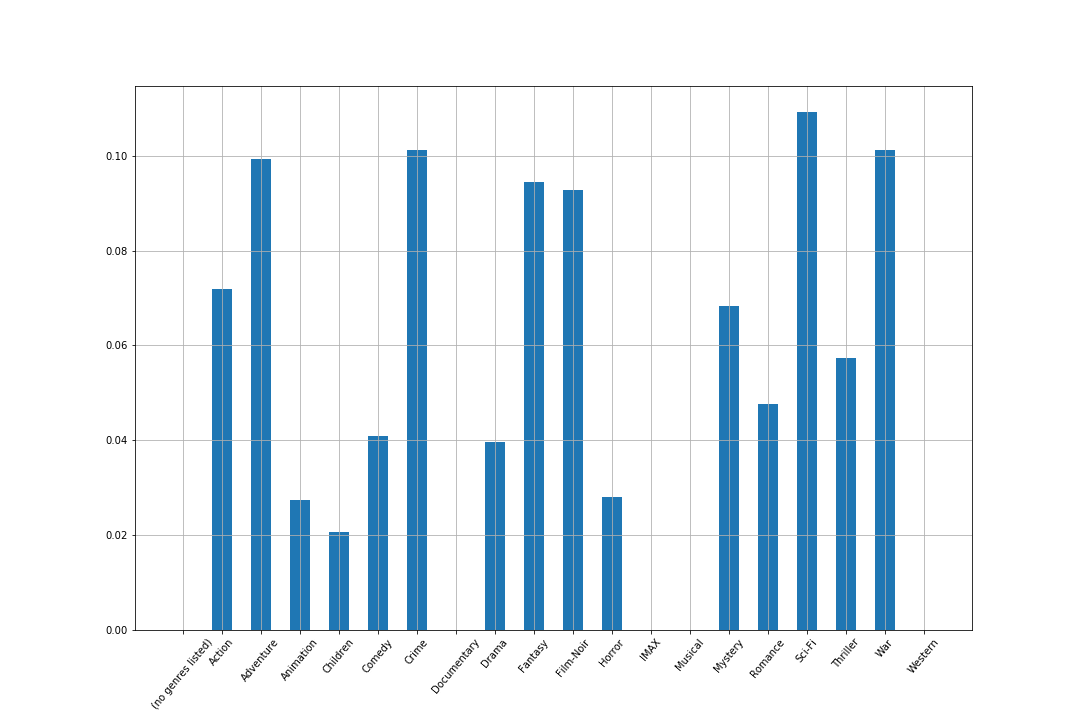 0.10
0.08
0.06
0.04
0.02
0.00
(no genres listed)
Action
Adventure
Animation
Children
Comedy
Crime
Documentary
Drama
Fantasy
Film-Noir
Horror
IMAX
Musical
Mystery
Romance
Sci-Fi
Thriller
War
Western